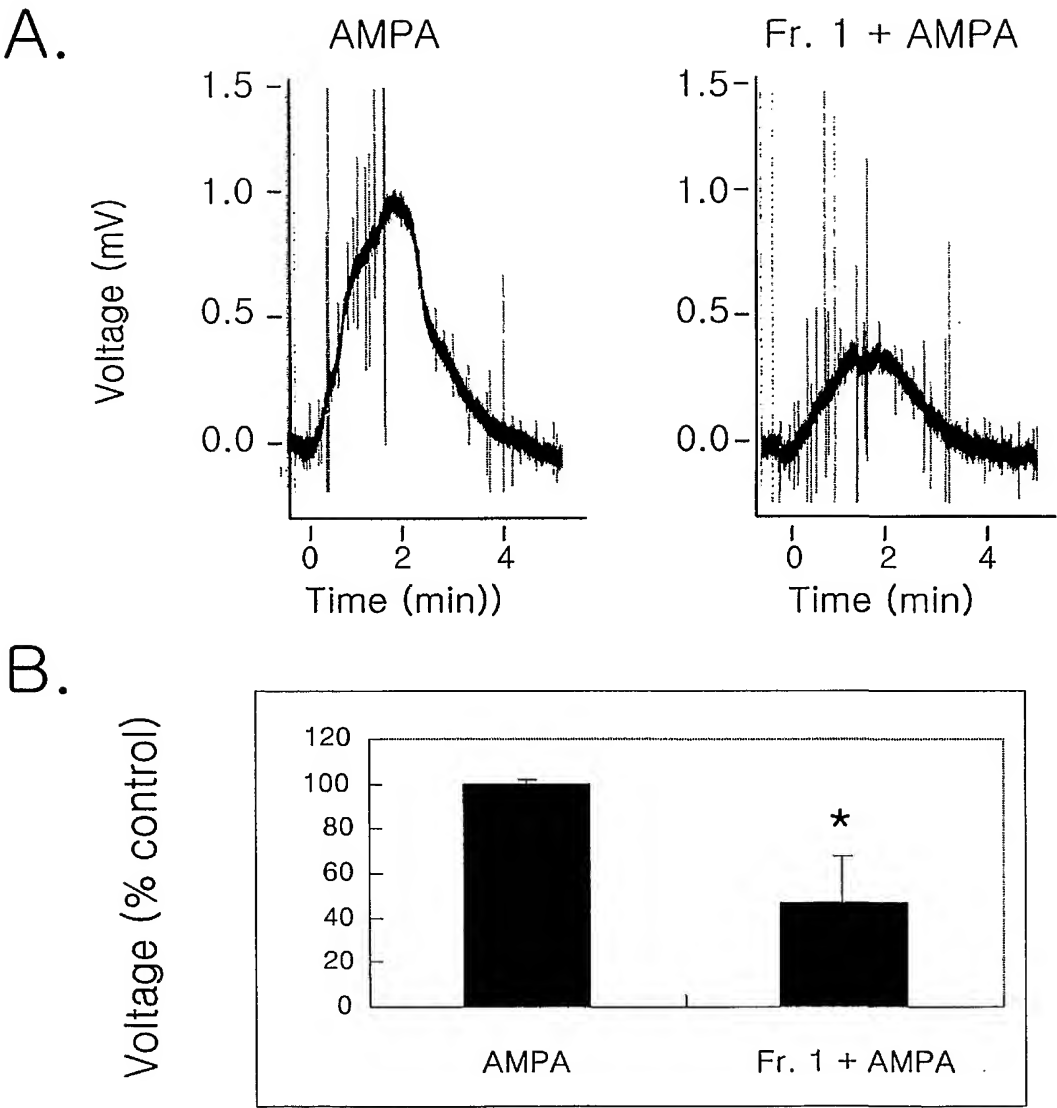 A.
AMPA
Fr. 1 + AMPA
Voltage (mV)
1.5
1.0
0.5
0.0
0 2 4
Time (min))
1.5
1.0
0.5
0.0
0 2 4
Time (min)
B.
Voltage (% control)
120
100
80
60
40
20
0
*
AMPA
Fr. 1 + AMPA